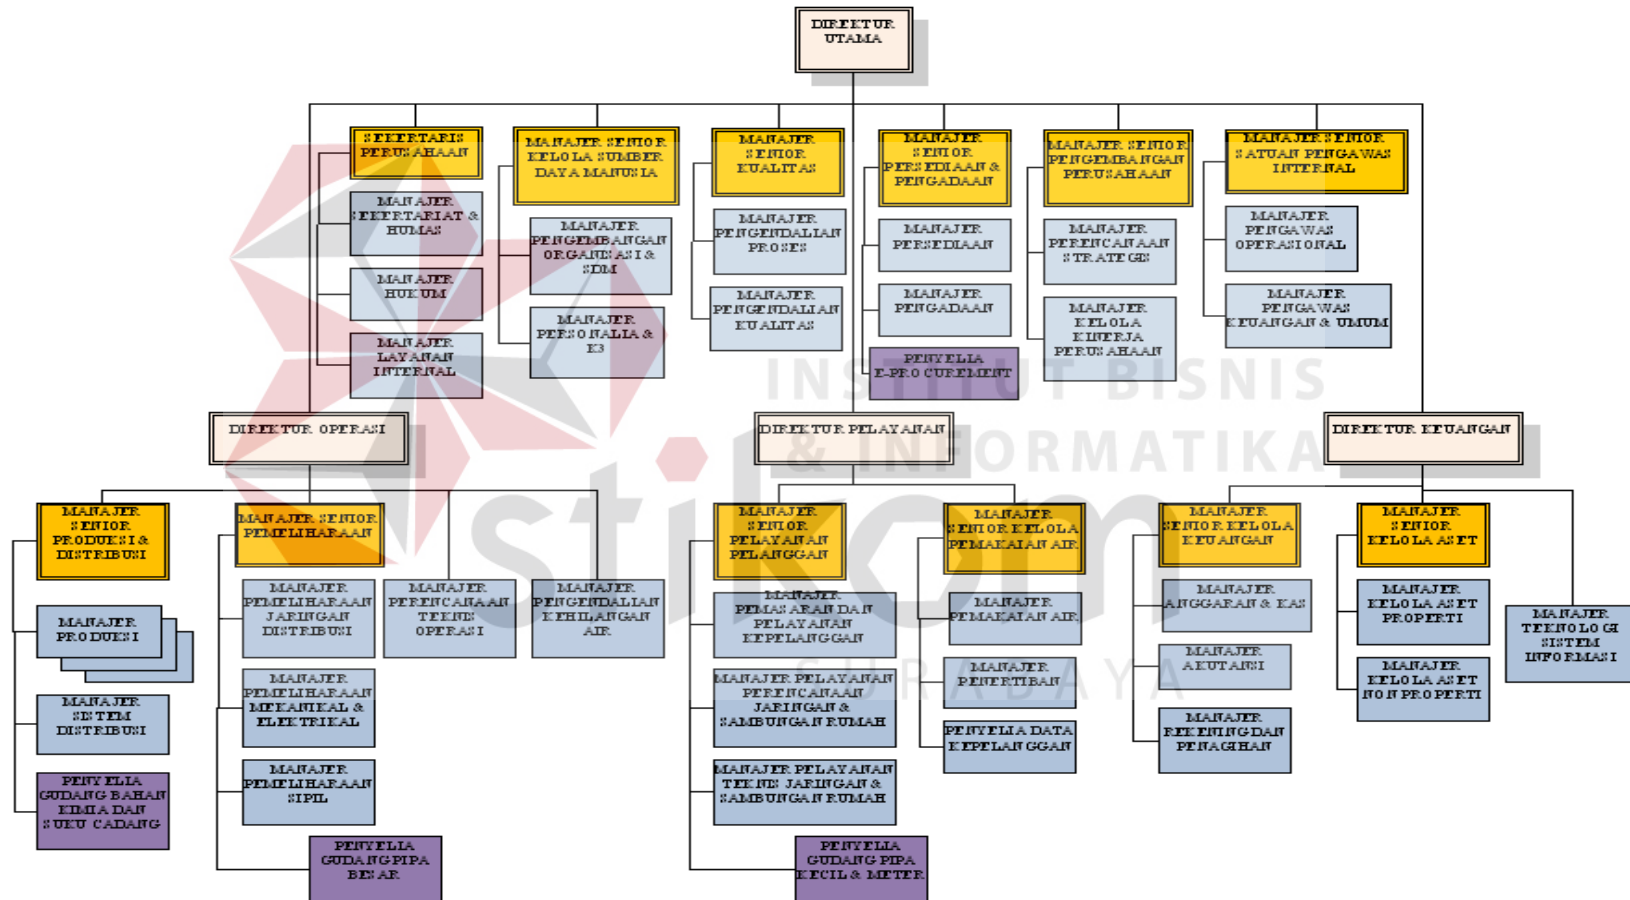 DIREKTUR
UTAMA
SEKERTARIS
PERUSAHAAN
MANAJER SENIOR
KELOLA SUMBER
DAYA MANUSIA
MANAJER
SENIOR
KUALITAS
MANAJER
SENIOR
PERSEDIAAN &
PENGADAAN
MANAJER SENIOR
PENGEMBANGAN
PERUSAHAAN
MANAJER SENIOR
SATUAN PENGAWAS
INTERNAL
MANAJER
SEKERTARIAT &
HUMAS
MANAJER
HUKUM
MANAJER
LAYANAN
INTERNAL
MANAJER
PENGEMBANGAN
ORGANISASI &
SDM
MANAJER
PERSONALIA &
K3
MANAJER
PENGENDALIAN
PROSES
MANAJER
PENGENDALIAN
KUALITAS
MANAJER
PERSEDIAAN
MANAJER
PENGADAAN
PENYELIA
E-PROCUREMENT
MANAJER
PERENCANAAN
STRATEGIS
MANAJER
KELOLA
KINERJA
PERUSAHAAN
MANAJER
PENGAWAS
OPERASIONAL
MANAJER
PENGAWAS
KEUANGAN & UMUM
INSTITUT BISNIS
& INFORMATIKA
stikom
SURABAYA
DIREKTUR OPERASI
DIREKTUR PELAYANAN
DIREKTUR KEUANGAN
MANAJER
SENIOR
PRODUKSI &
DISTRIBUSI
MANAJER SENIOR
PEMELIHARAAN
MANAJER
SENIOR
PELAYANAN
PELANGGAN
MANAJER
SENIOR KELOLA
PEMAKAIAN AIR
MANAJER
SENIOR KELOLA
KEUANGAN
MANAJER
SENIOR
KELOLA ASET
MANAJER
PRODUKSI
MANAJER
SISTEM
DISTRIBUSI
PENYELIA
GUDANG BAHAN
KIMIA DAN
SUKU CADANG
MANAJER
PEMELIHARAAN
JARINGAN
DISTRIBUSI
MANAJER
PEMELIHARAAN
MEKANIKAL &
ELEKTRIKAL
MANAJER
PEMELIHARAAN
SIPIL
PENYELIA
GUDANG PIPA
BESAR
MANAJER
PERENCANAAN
TEKNIS
OPERASI
MANAJER
PENGENDALIAN
KEHILANGAN
AIR
MANAJER
PEMASARAN DAN
PELAYANAN
KEPELANGGAN
MANAJER PELAYANAN
PERENCANAAN
JARINGAN &
SAMBUNGAN RUMAH
MANAJER PELAYANAN
TEKNIS JARINGAN &
SAMBUNGAN RUMAH
PENYELIA
GUDANG PIPA
KECIL & METER
MANAJER
PEMAKAIAN AIR
MANAJER
PENERTIBAN
PENYELIA DATA
KEPELANGGAN
MANAJER
ANGGARAN & KAS
MANAJER
AKUTANSI
MANAJER
REKENING DAN
PENAGIHAN
MANAJER
KELOLA ASET
PROPERTI
MANAJER
KELOLA ASET
NON PROPERTI
MANAJER
TEKNOLOGI
SISTEM
INFORMASI